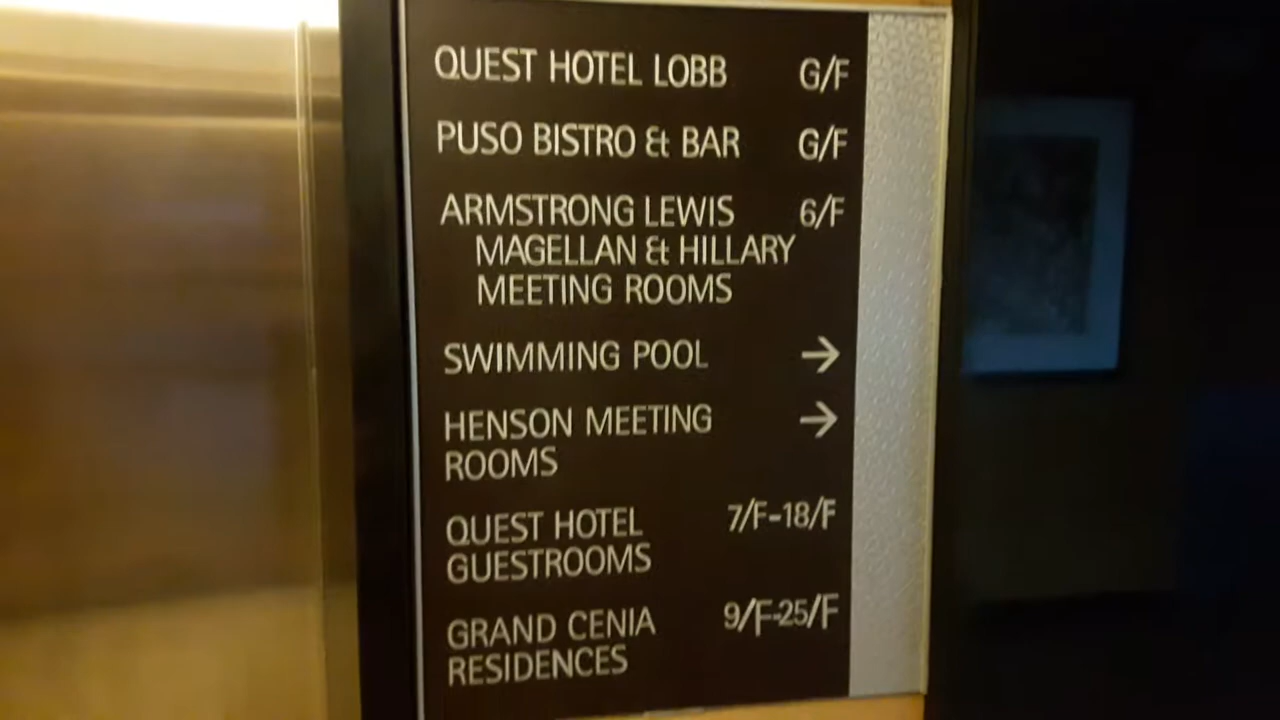 QUEST HOTEL LOBB G/F
PUSO BISTRO & BAR G/F
ARMSTRONG LEWIS 6/F
MAGELLAN & HILLARY
MEETING ROOMS
SWIMMING POOL →
HENSON MEETING →
ROOMS
QUEST HOTEL 7/F-18/F
GUESTROOMS
GRAND CENIA 9/F-25/F
RESIDENCES